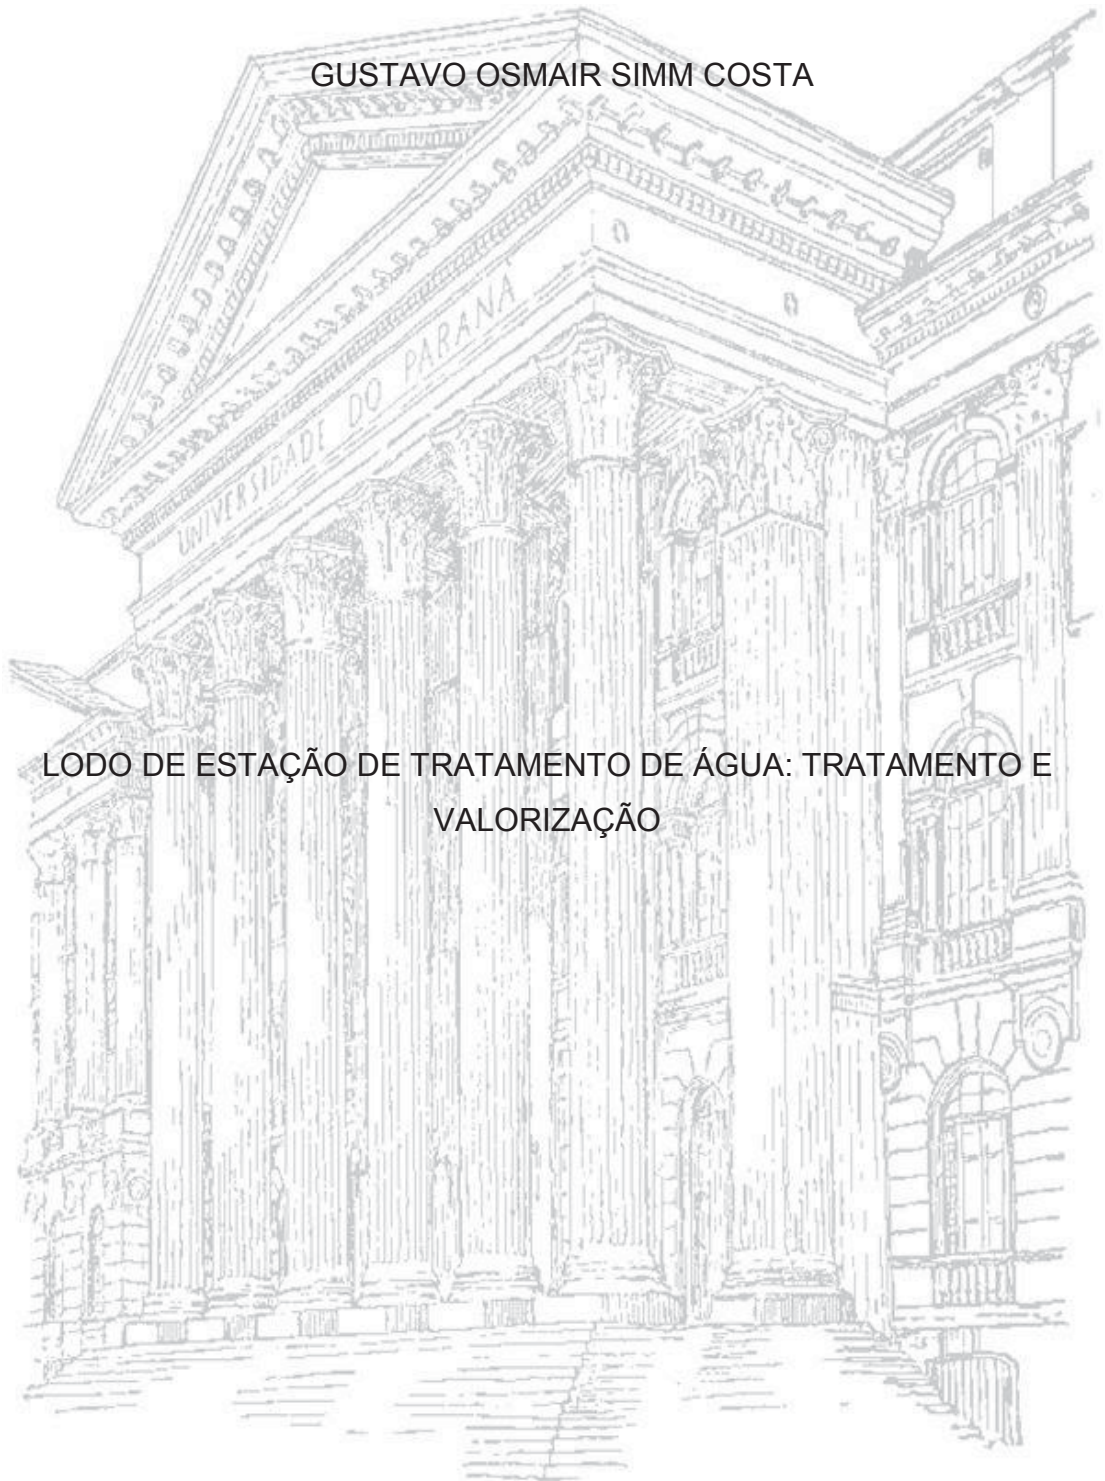 GUSTAVO OSMAIR SIMM COSTA
UNIVERSIDADE DO PARANÁ
LODO DE ESTAÇÃO DE TRATAMENTO DE ÁGUA: TRATAMENTO E
VALORIZAÇÃO